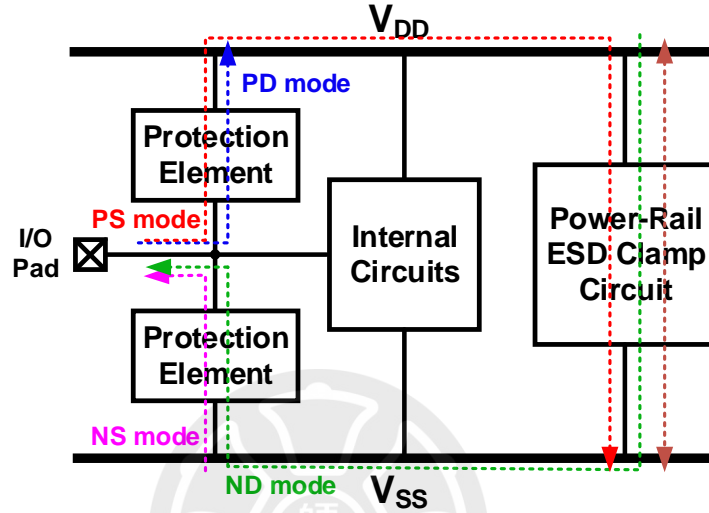 VDD
PD mode
Protection
Element
PS mode
I/O
Pad
Internal
Circuits
Power-Rail
ESD Clamp
Circuit
Protection
Element
NS mode
ND mode
VSS